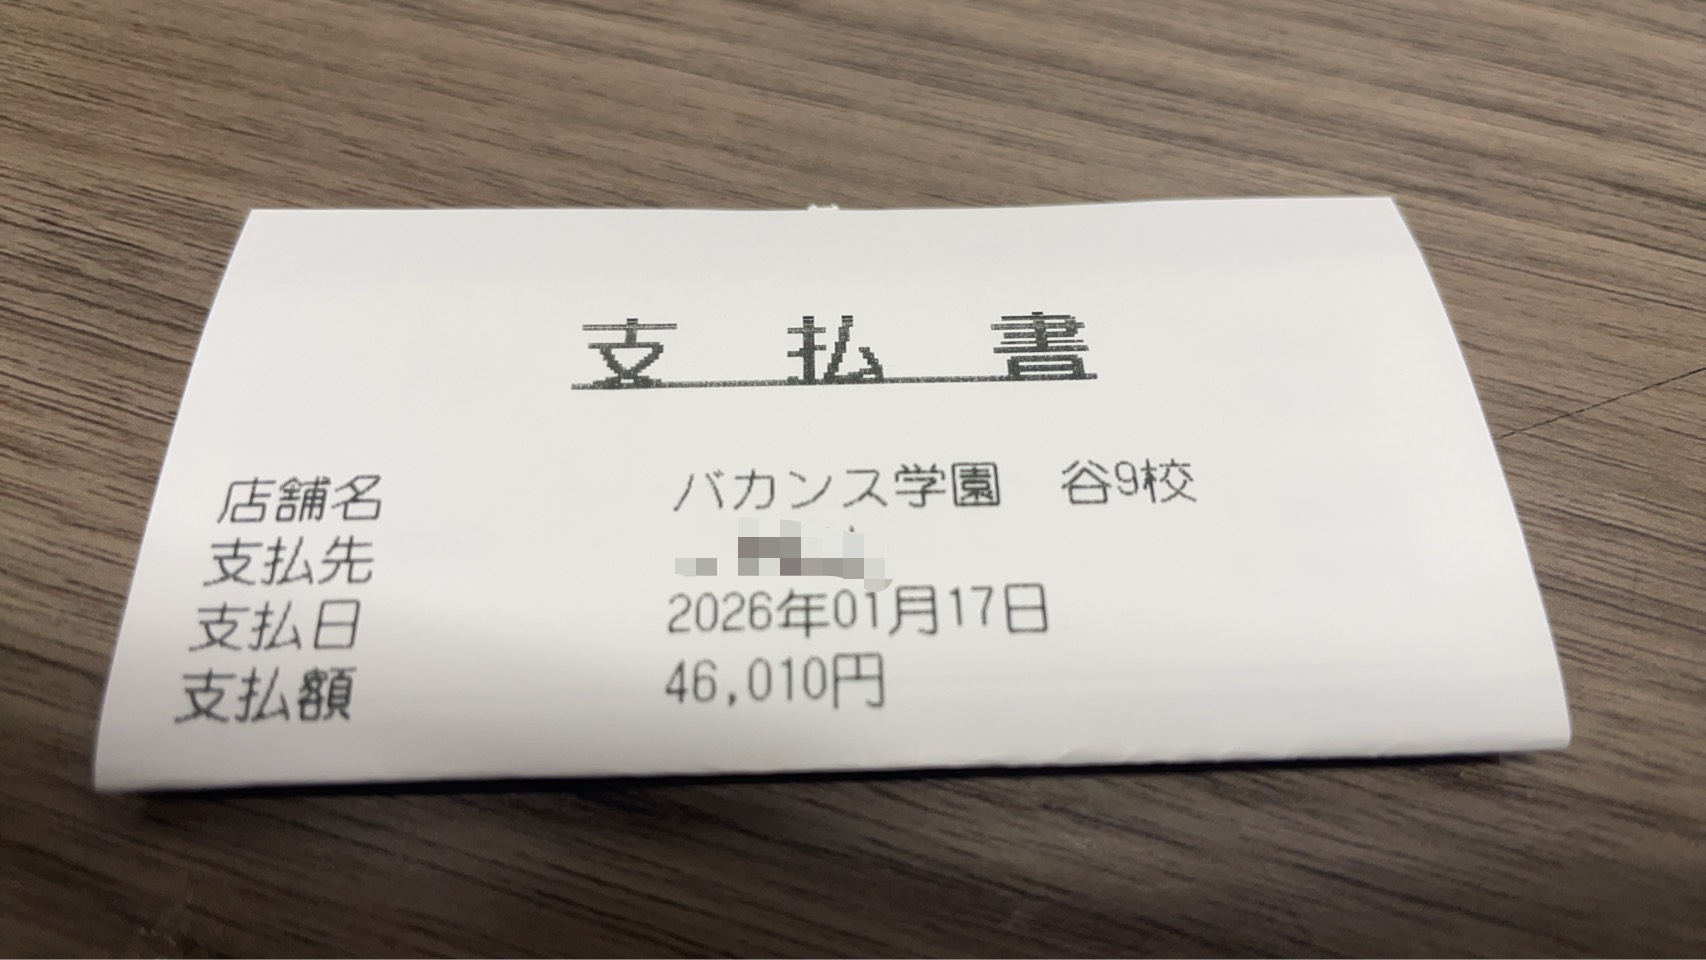 支払書
店舗名 バカンス学園 谷9校
支払先
支払日 2026年01月17日
支払額 46,010円